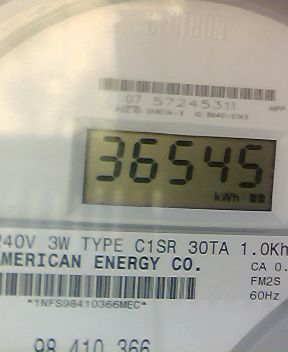 CENTRON
07 57245311
36545
kWh
240V 3W TYPE C1SR 30TA 1.0Kh
AMERICAN ENERGY CO.
CA 0.
FM2S
60Hz
*1NFS98410366MEC*
98 410 366